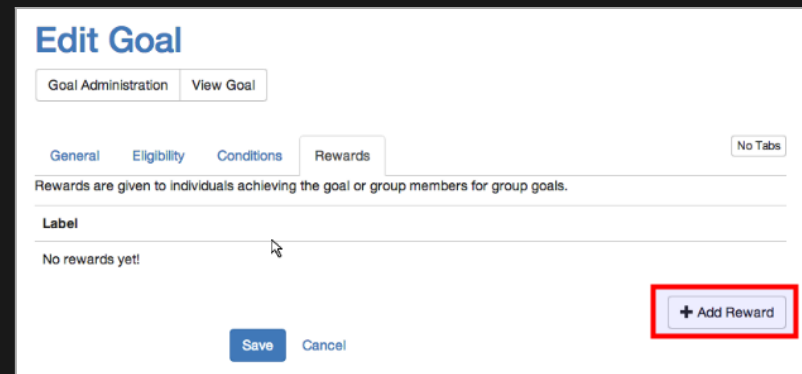 Edit Goal
Goal Administration View Goal
General Eligibility Conditions Rewards No Tabs
Rewards are given to individuals achieving the goal or group members for group goals.
Label
No rewards yet!
+ Add Reward
Save Cancel